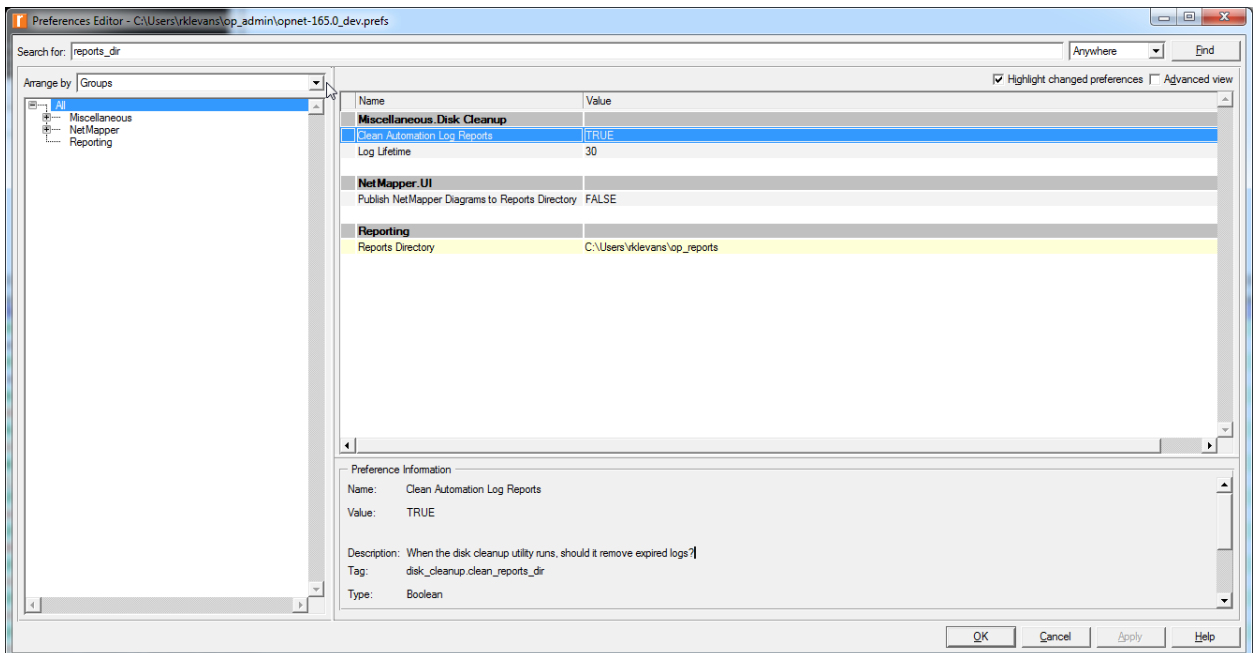 Preferences Editor - C:\Users\rklevans\op_admin\opnet-165.0_dev.prefs
Search for: reports_dir Anywhere Find
Arrange by Groups
Highlight changed preferences Advanced view
All
Miscellaneous
NetMapper
Reporting
Name Value
Miscellaneous.Disk Cleanup
Clean Automation Log Reports TRUE
Log Lifetime 30
NetMapper.UI
Publish NetMapper Diagrams to Reports Directory FALSE
Reporting
Reports Directory C:\Users\rklevans\op_reports
Preference Information
Name: Clean Automation Log Reports
Value: TRUE
Description: When the disk cleanup utility runs, should it remove expired logs?
Tag: disk_cleanup.clean_reports_dir
Type: Boolean
OK Cancel Apply Help